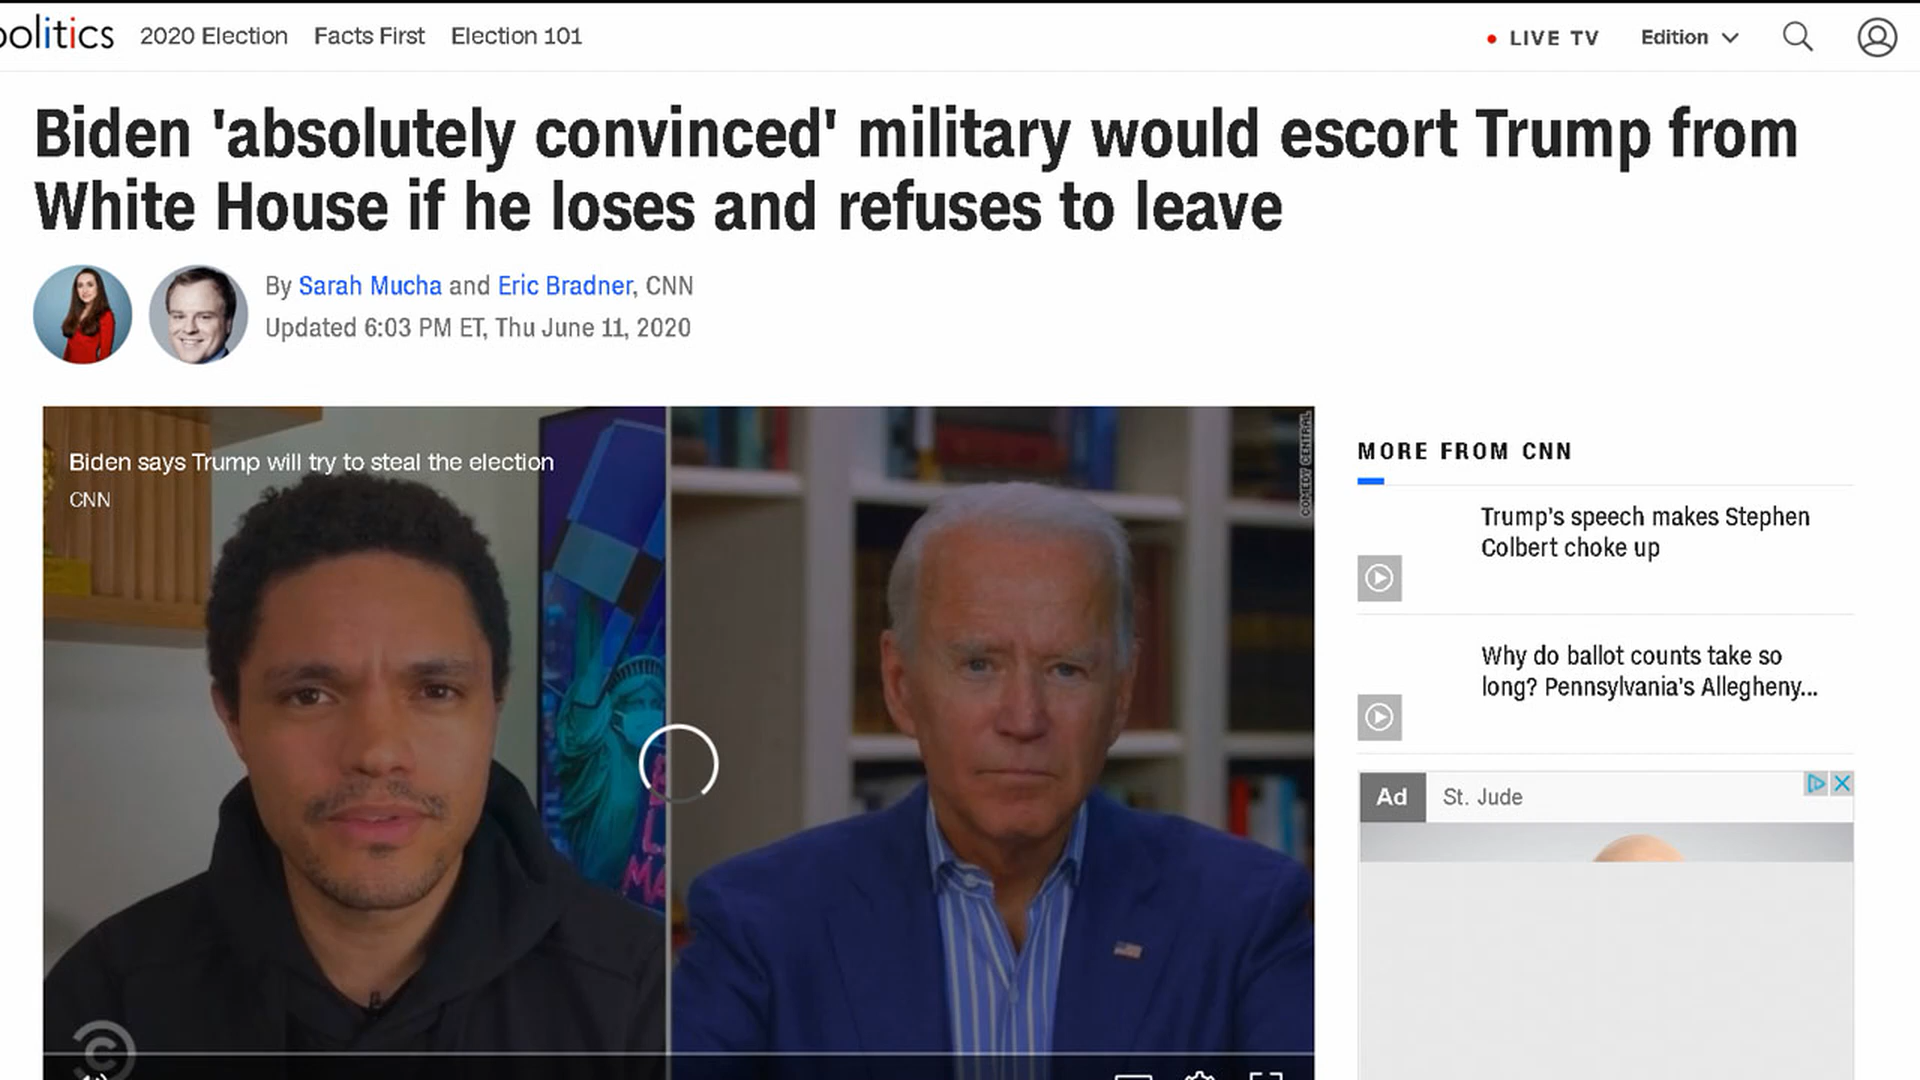 politics 2020 Election Facts First Election 101 LIVE TV Edition
Biden 'absolutely convinced' military would escort Trump from
White House if he loses and refuses to leave
By Sarah Mucha and Eric Bradner, CNN
Updated 6:03 PM ET, Thu June 11, 2020
Biden says Trump will try to steal the election
CNN
COMEDY CENTRAL
MORE FROM CNN
Trump's speech makes Stephen
Colbert choke up
Why do ballot counts take so
long? Pennsylvania's Allegheny...
Ad St. Jude